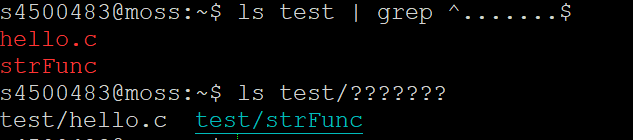 s4500483@moss:~$ ls test | grep ^.......$
hello.c
strFunc
s4500483@moss:~$ ls test/???????
test/hello.c  test/strFunc